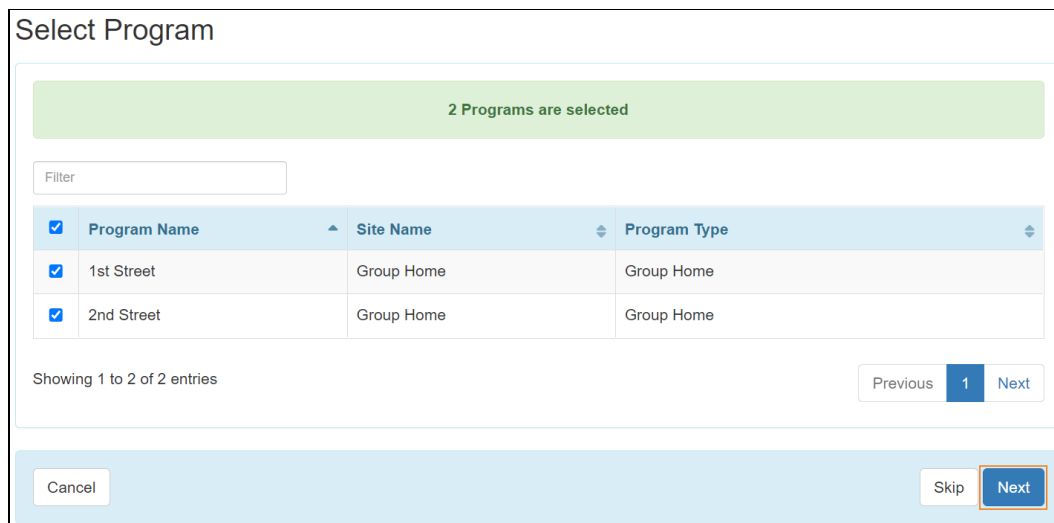 Select Program
2 Programs are selected
Filter
Program Name Site Name Program Type
1st Street Group Home Group Home
2nd Street Group Home Group Home
Showing 1 to 2 of 2 entries
Previous 1 Next
Cancel Skip Next